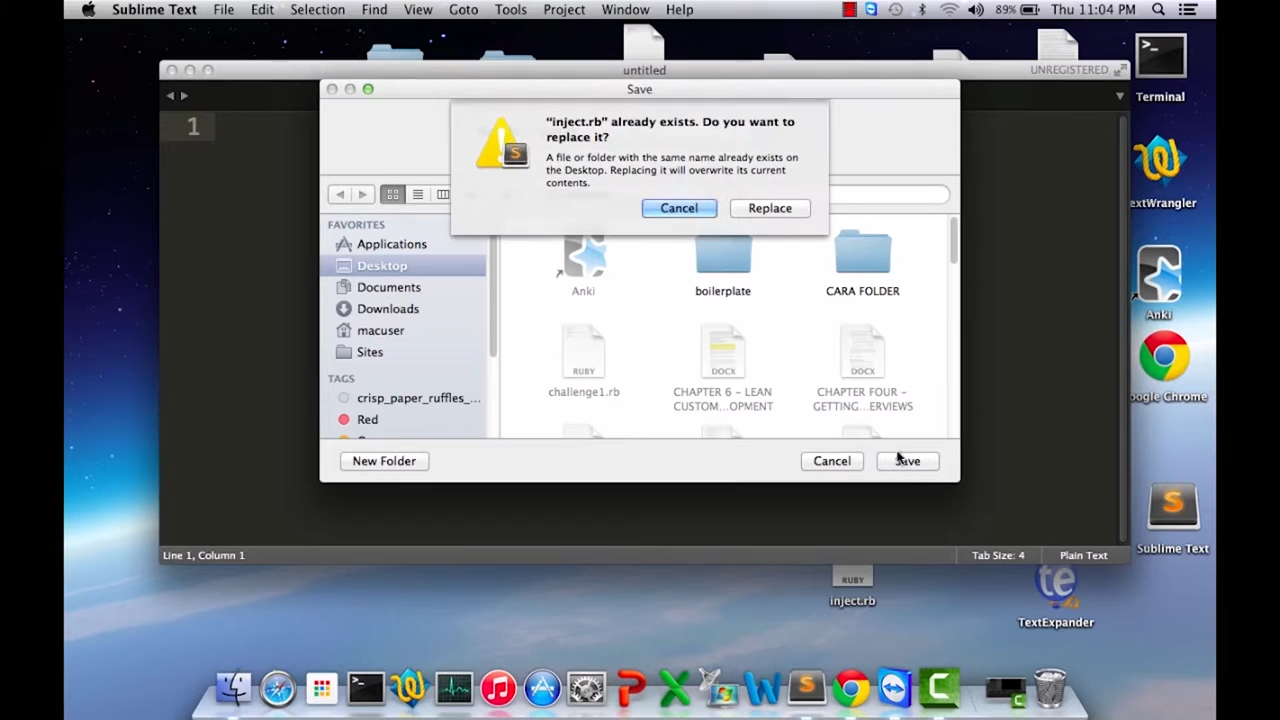 Sublime Text File Edit Selection Find View Goto Tools Project Window Help 89% Thu 11:04 PM
untitled UNREGISTERED
Save
1
"inject.rb" already exists. Do you want to
replace it?
A file or folder with the same name already exists on
the Desktop. Replacing it will overwrite its current
contents.
Cancel Replace
FAVORITES
Applications
Desktop
Documents
Downloads
macuser
Sites
TAGS
crisp_paper_ruffles_...
Red
Anki
boilerplate
CARA FOLDER
RUBY
challenge1.rb
DOCX
CHAPTER 6 – LEAN
CUSTOM...OPMENT
DOCX
CHAPTER FOUR –
GETTING...ERVIEWS
New Folder Cancel Save
Line 1, Column 1 Tab Size: 4 Plain Text
Terminal
extWrangler
Anki
oogle Chrome
Sublime Text
RUBY
inject.rb
te
TextExpander